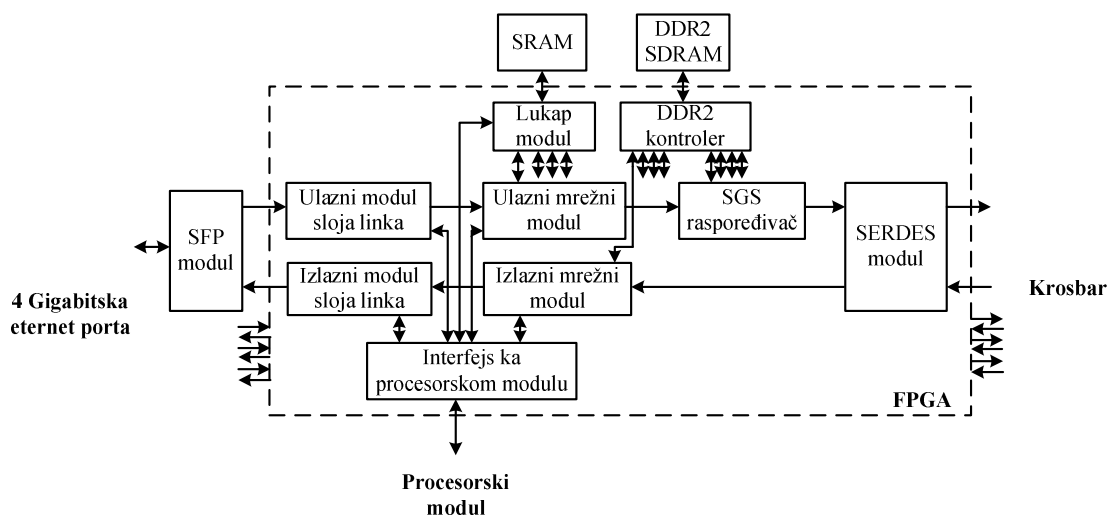 SRAM
DDR2
SDRAM
Lukap
modul
DDR2
kontroler
SFP
modul
Ulazni modul
sloja linka
Ulazni mrežni
modul
SGS
raspoređivač
SERDES
modul
Izlazni modul
sloja linka
Izlazni mrežni
modul
4 Gigabitska
eternet porta
Krosbar
Interfejs ka
procesorskom modulu
FPGA
Procesorski
modul